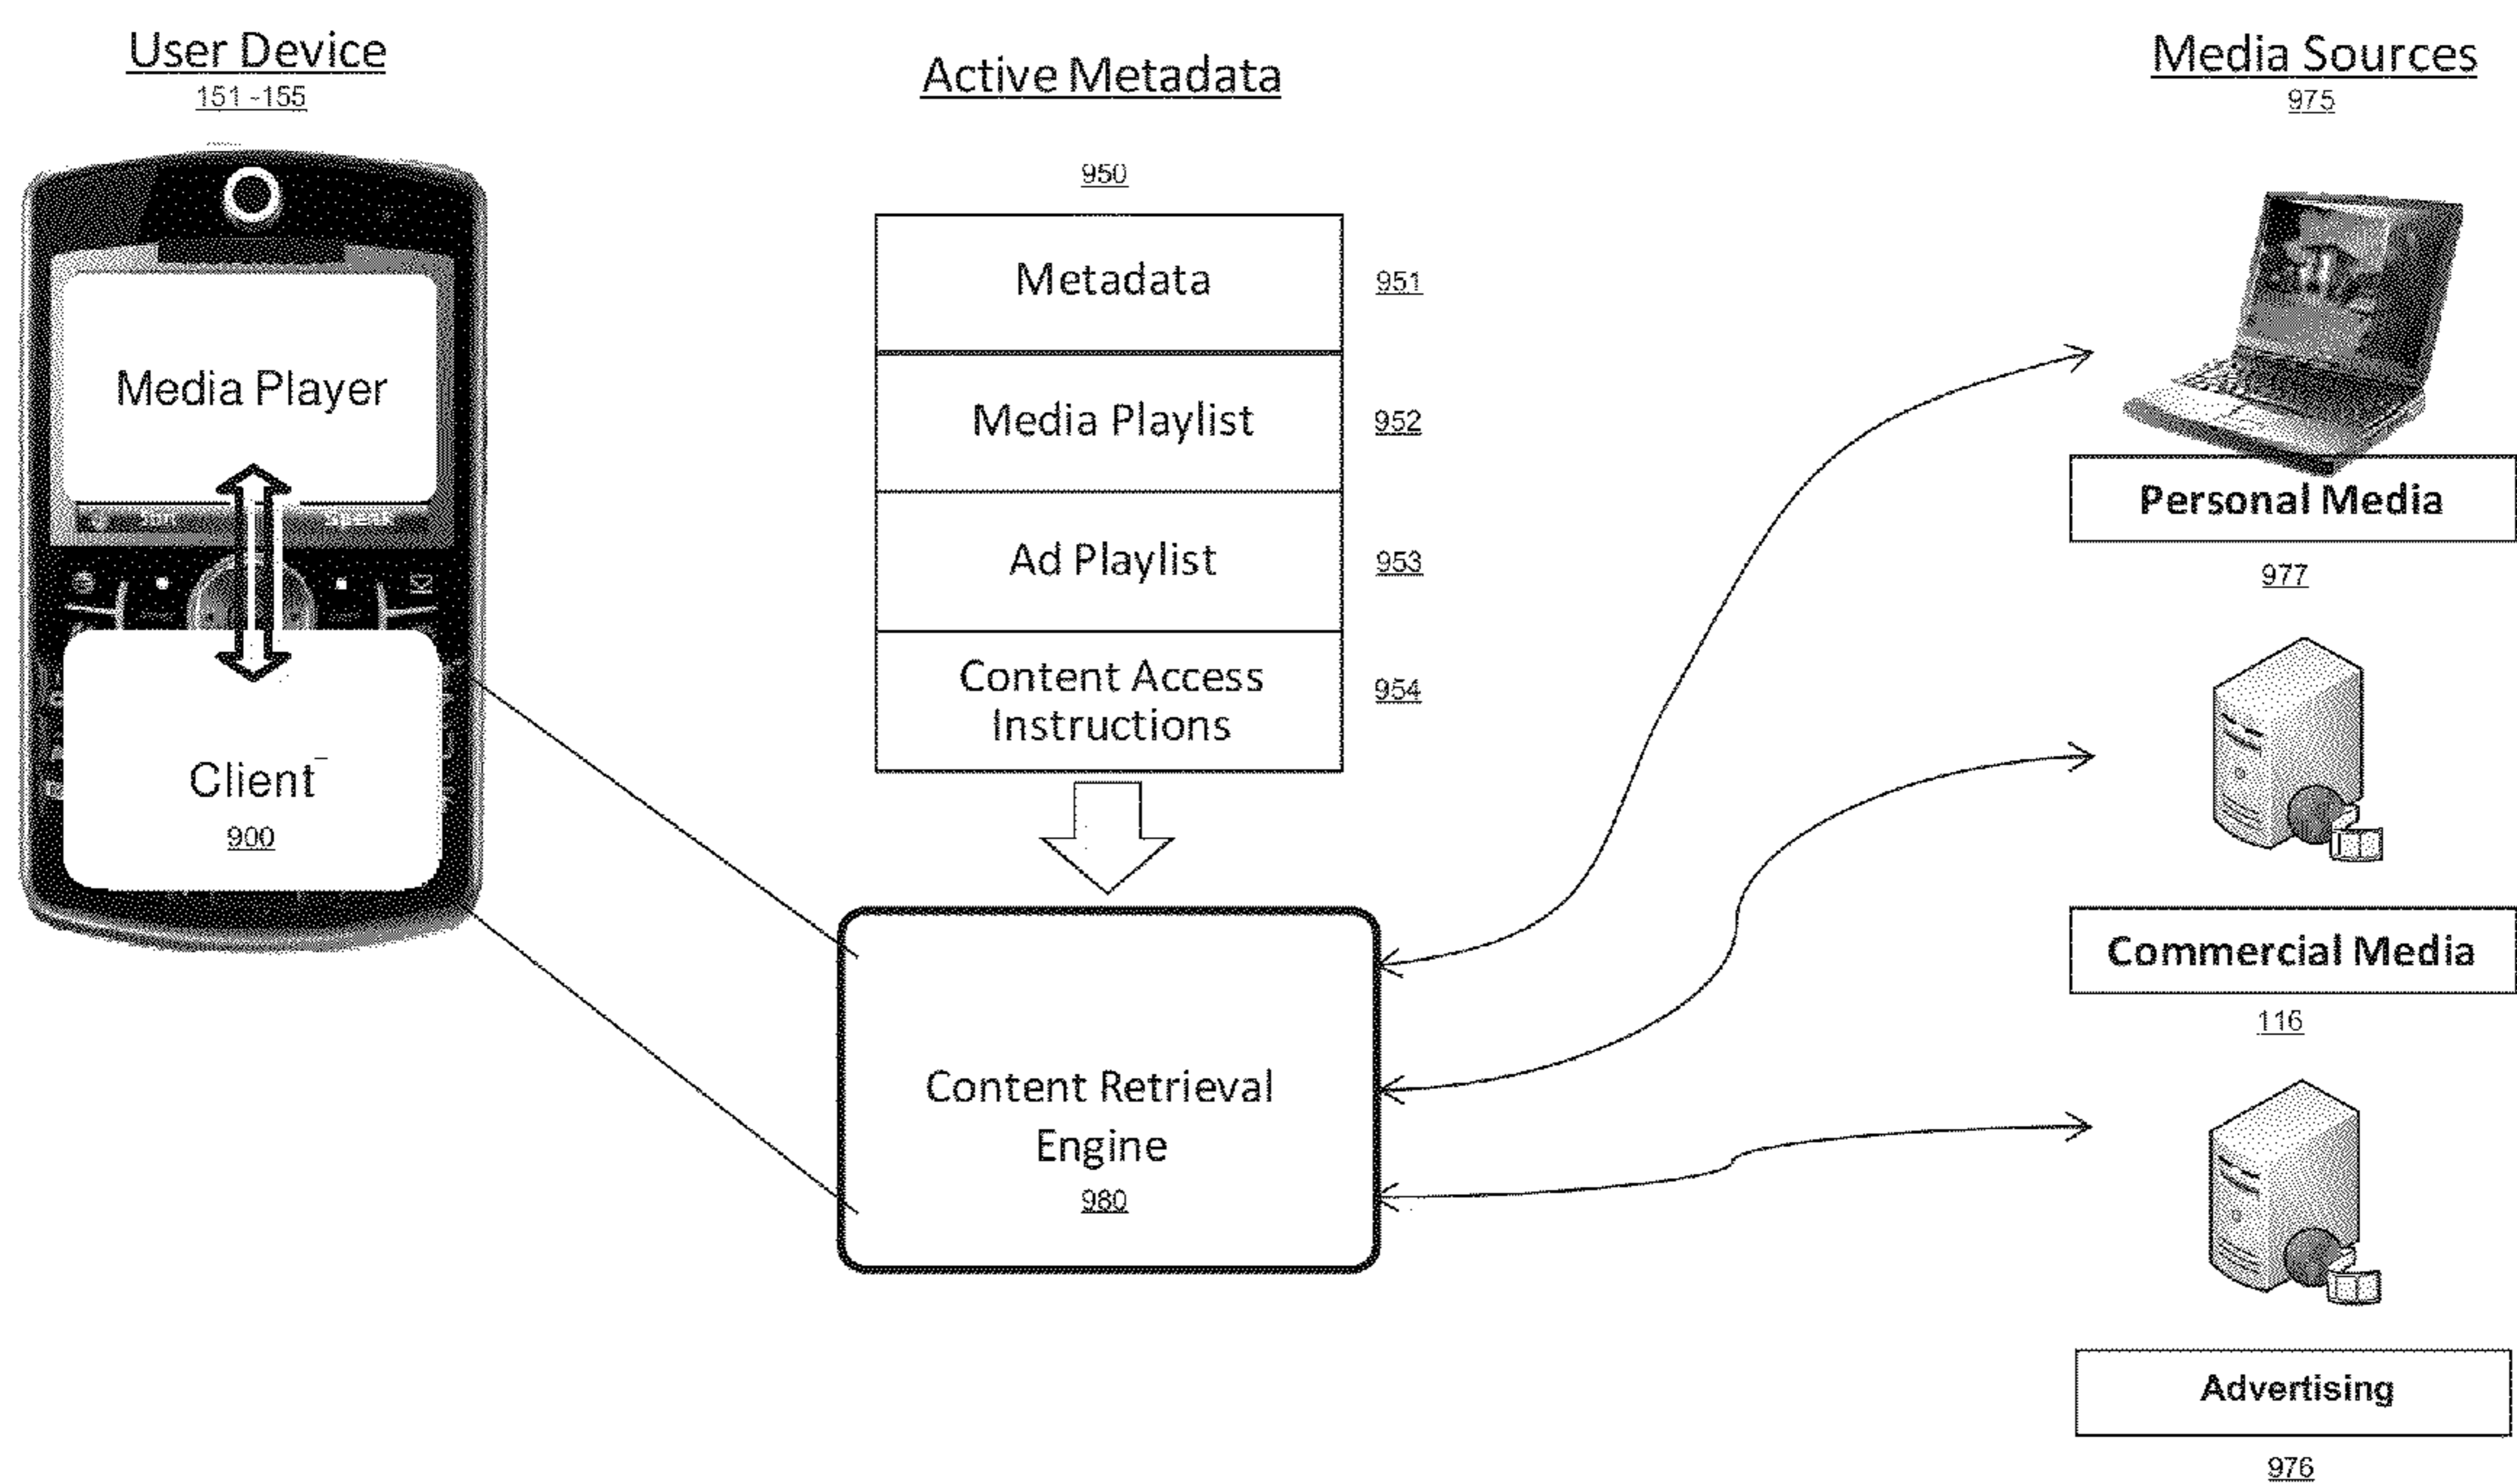 User Device
151 -155
Media Player
Speak
Client
900
Active Metadata
950
Metadata
951
Media Playlist
952
Ad Playlist
953
Content Access
Instructions
954
Content Retrieval
Engine
980
Media Sources
975
Personal Media
977
Commercial Media
116
Advertising
976